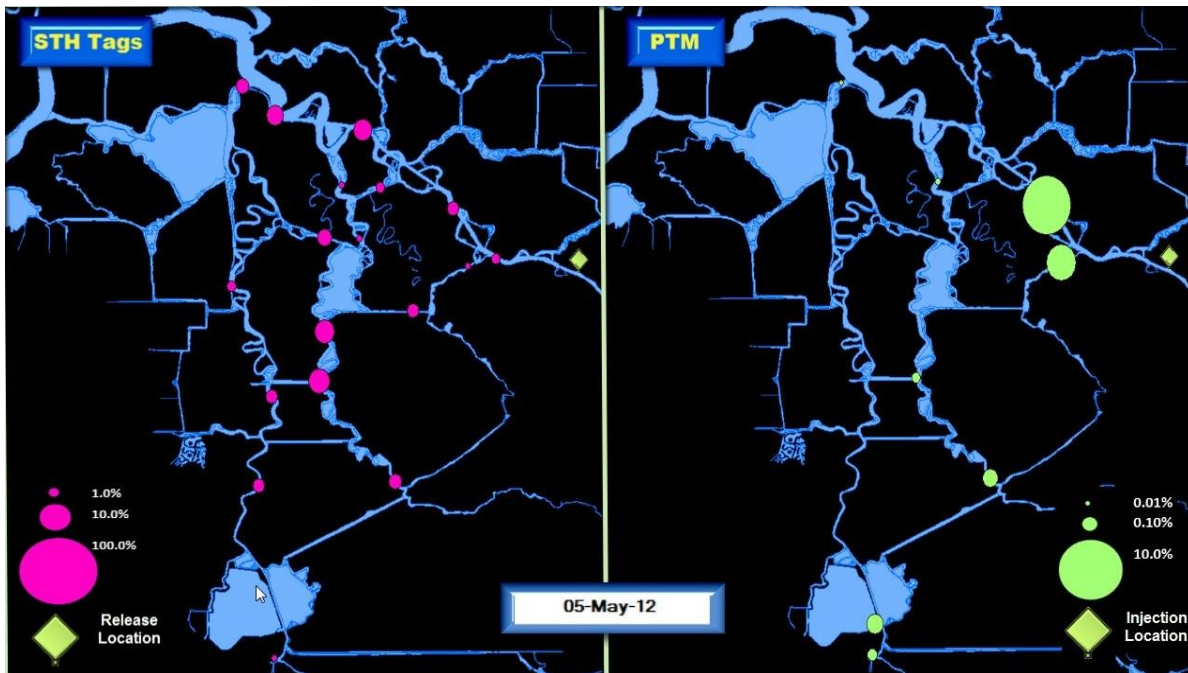 STH Tags
PTM
1.0%
10.0%
100.0%
Release
Location
05-May-12
0.01%
0.10%
10.0%
Injection
Location